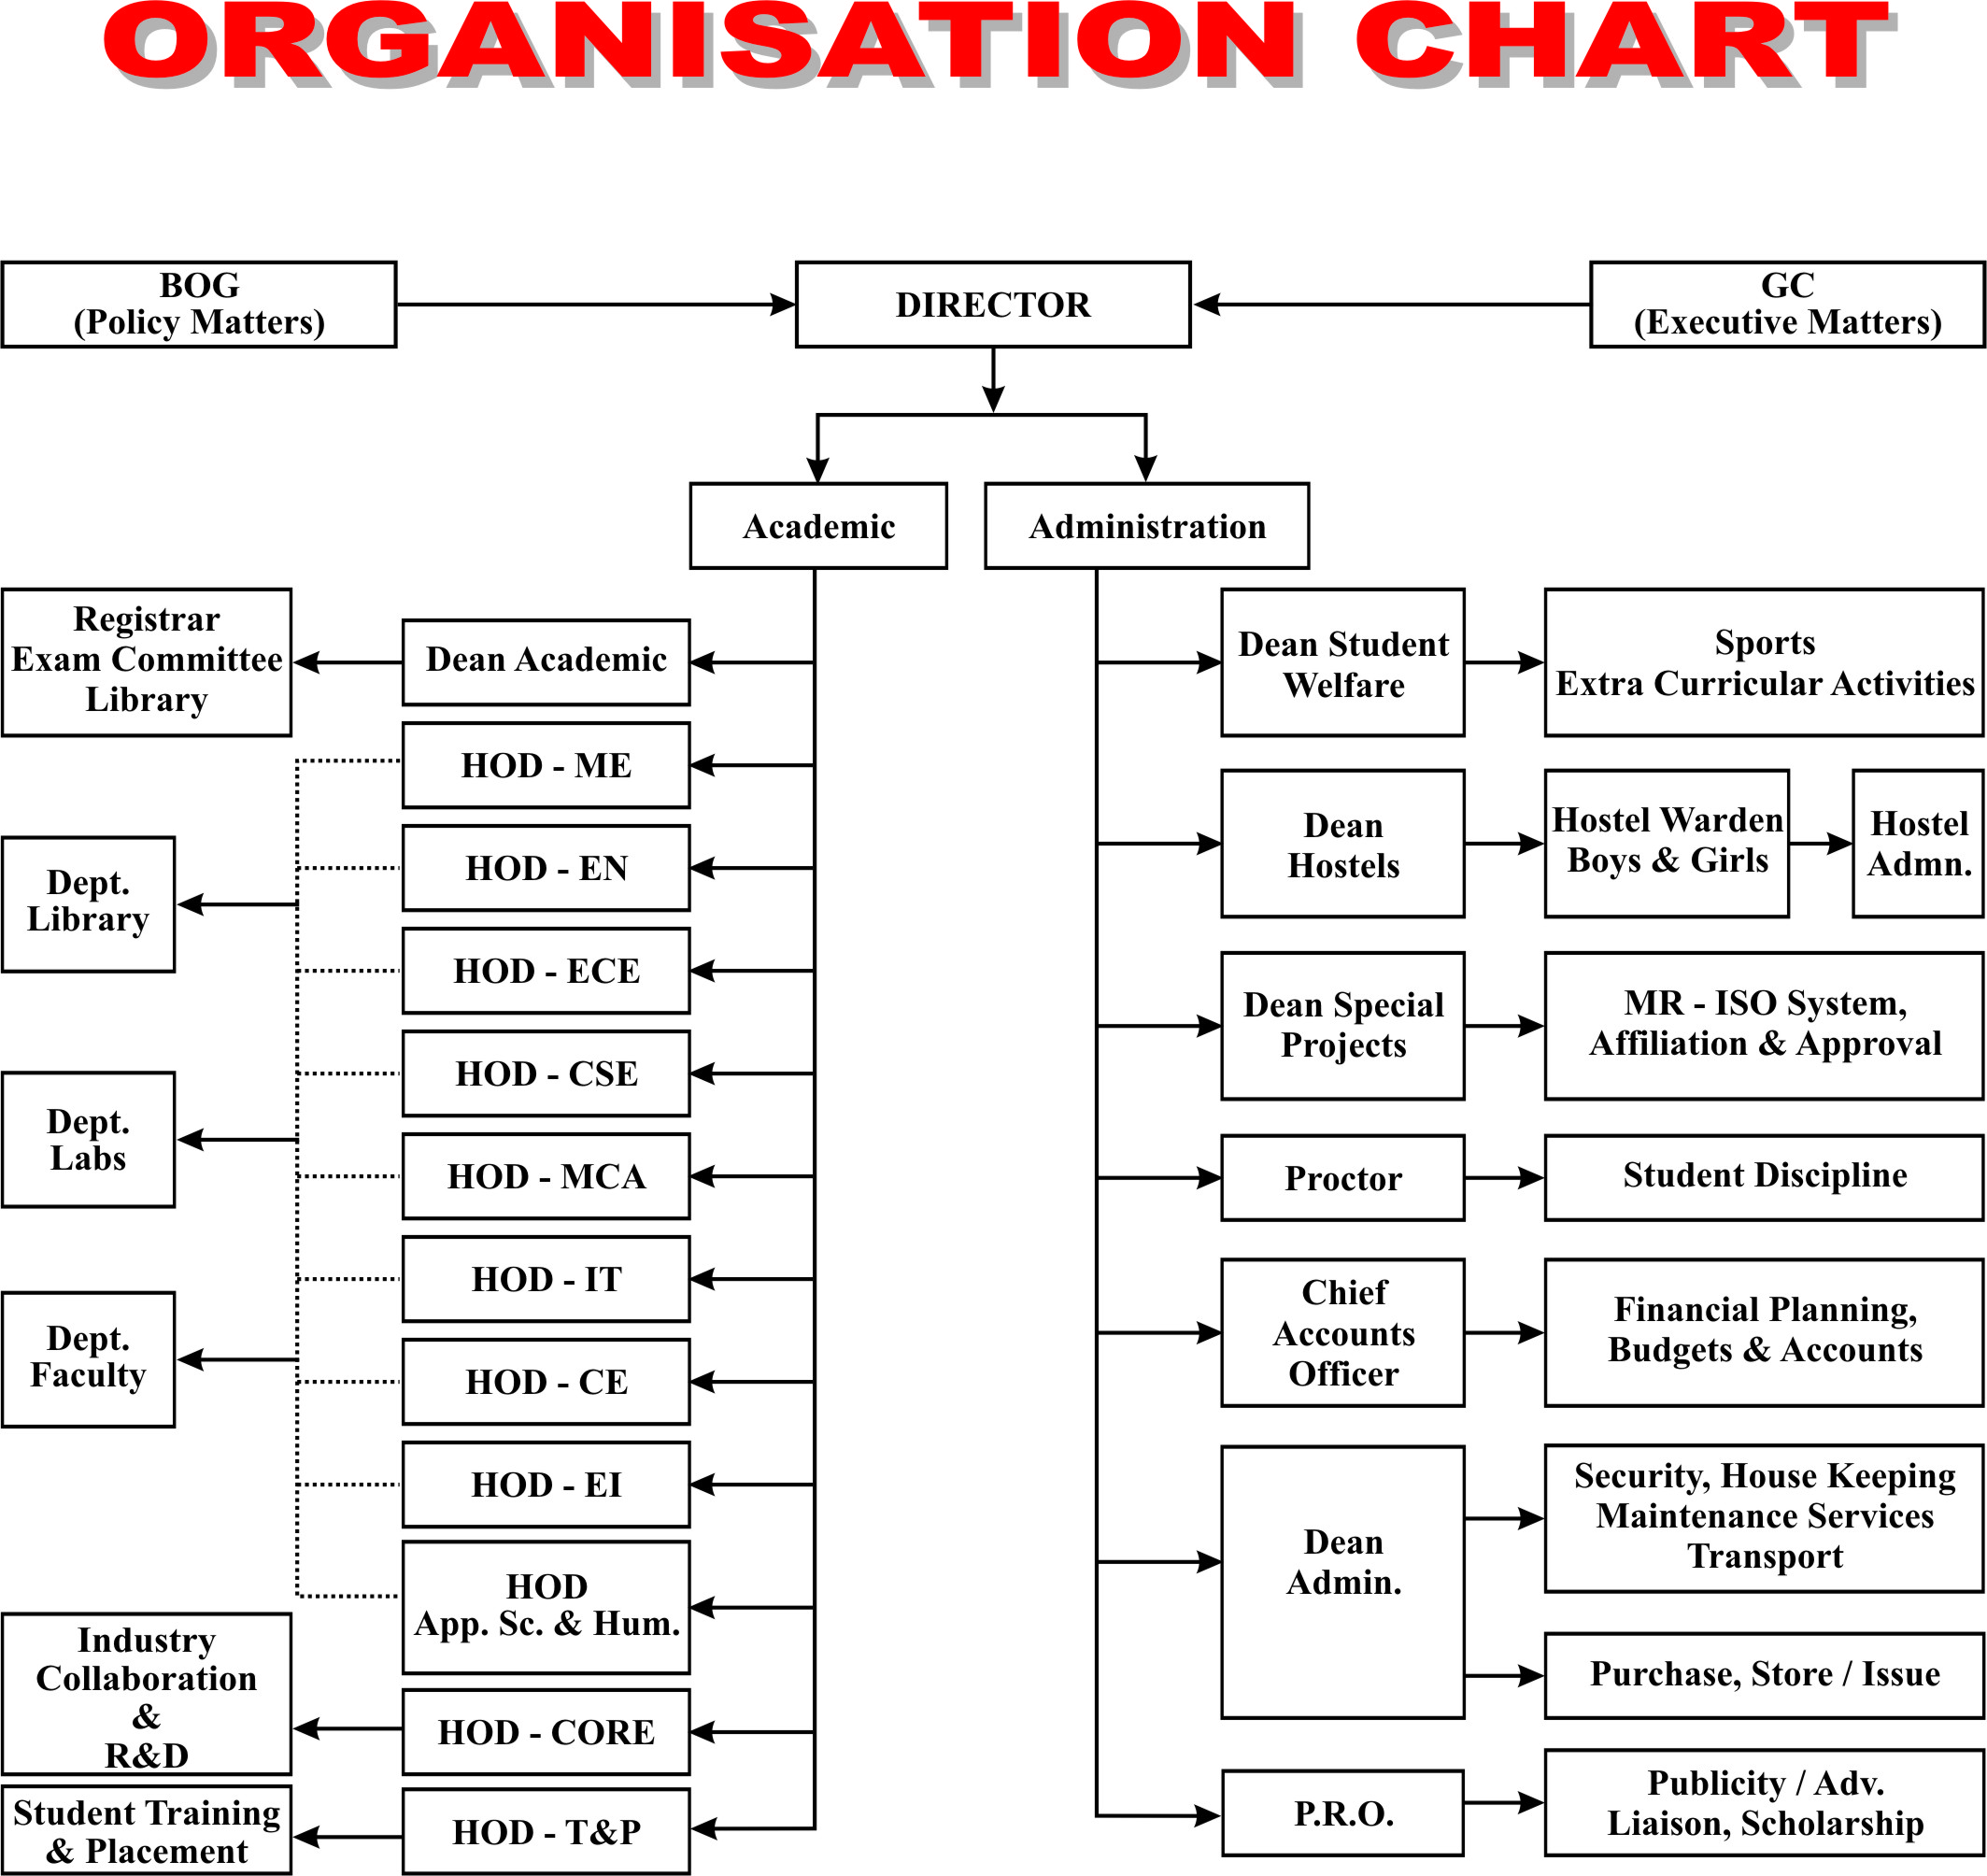 ORGANISATION CHART
BOG
(Policy Matters)
DIRECTOR
GC
(Executive Matters)
Academic
Administration
Registrar
Exam Committee
Library
Dean Academic
HOD - ME
HOD - EN
HOD - ECE
HOD - CSE
HOD - MCA
HOD - IT
HOD - CE
HOD - EI
HOD
App. Sc. & Hum.
HOD - CORE
HOD - T&P
Dept.
Library
Dept.
Labs
Dept.
Faculty
Industry
Collaboration
&
R&D
Student Training
& Placement
Dean Student
Welfare
Sports
Extra Curricular Activities
Dean
Hostels
Hostel Warden
Boys & Girls
Hostel
Admn.
Dean Special
Projects
MR - ISO System,
Affiliation & Approval
Proctor
Student Discipline
Chief
Accounts
Officer
Financial Planning,
Budgets & Accounts
Dean
Admin.
Security, House Keeping
Maintenance Services
Transport
Purchase, Store / Issue
P.R.O.
Publicity / Adv.
Liaison, Scholarship